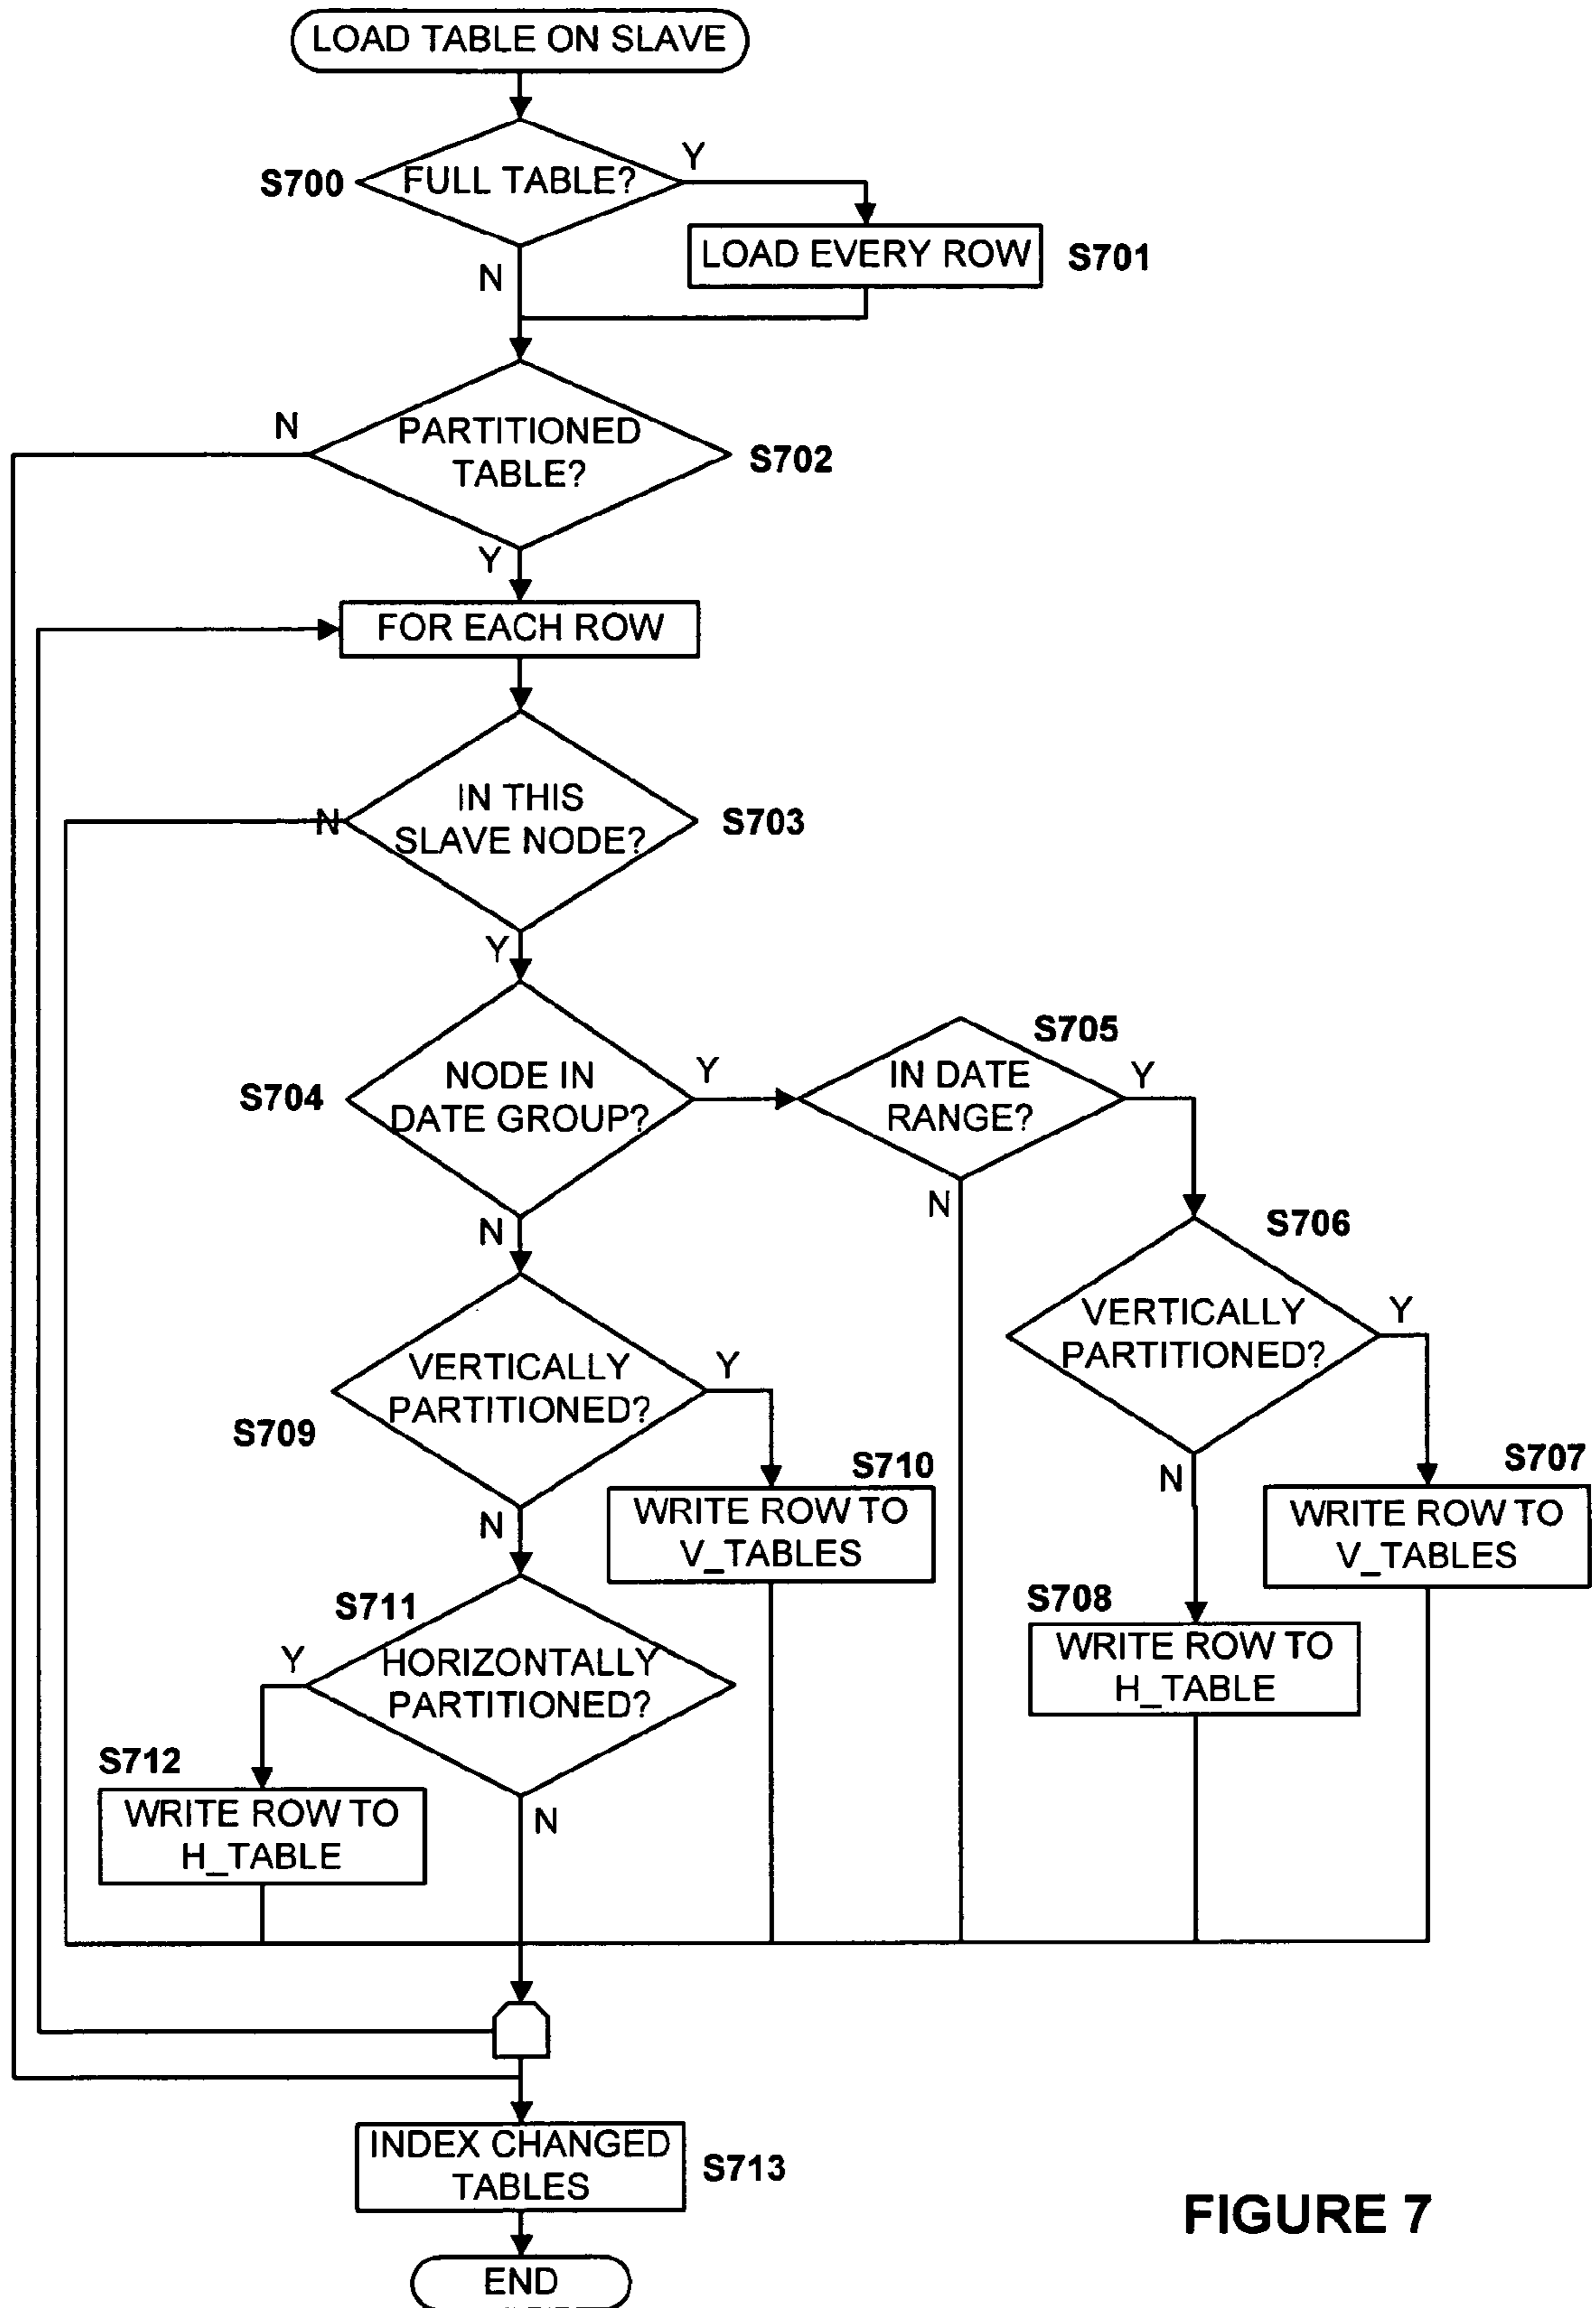 LOAD TABLE ON SLAVE
S700
FULL TABLE?
Y
LOAD EVERY ROW
S701
N
N
PARTITIONED
TABLE?
S702
Y
FOR EACH ROW
N
IN THIS
SLAVE NODE?
S703
Y
S704
NODE IN
DATE GROUP?
Y
S705
IN DATE
RANGE?
Y
N
N
S706
VERTICALLY
PARTITIONED?
Y
S709
VERTICALLY
PARTITIONED?
Y
S710
WRITE ROW TO
V_TABLES
N
S707
WRITE ROW TO
V_TABLES
N
S711
HORIZONTALLY
PARTITIONED?
Y
S708
WRITE ROW TO
H_TABLE
S712
WRITE ROW TO
H_TABLE
N
INDEX CHANGED
TABLES
S713
END
FIGURE 7